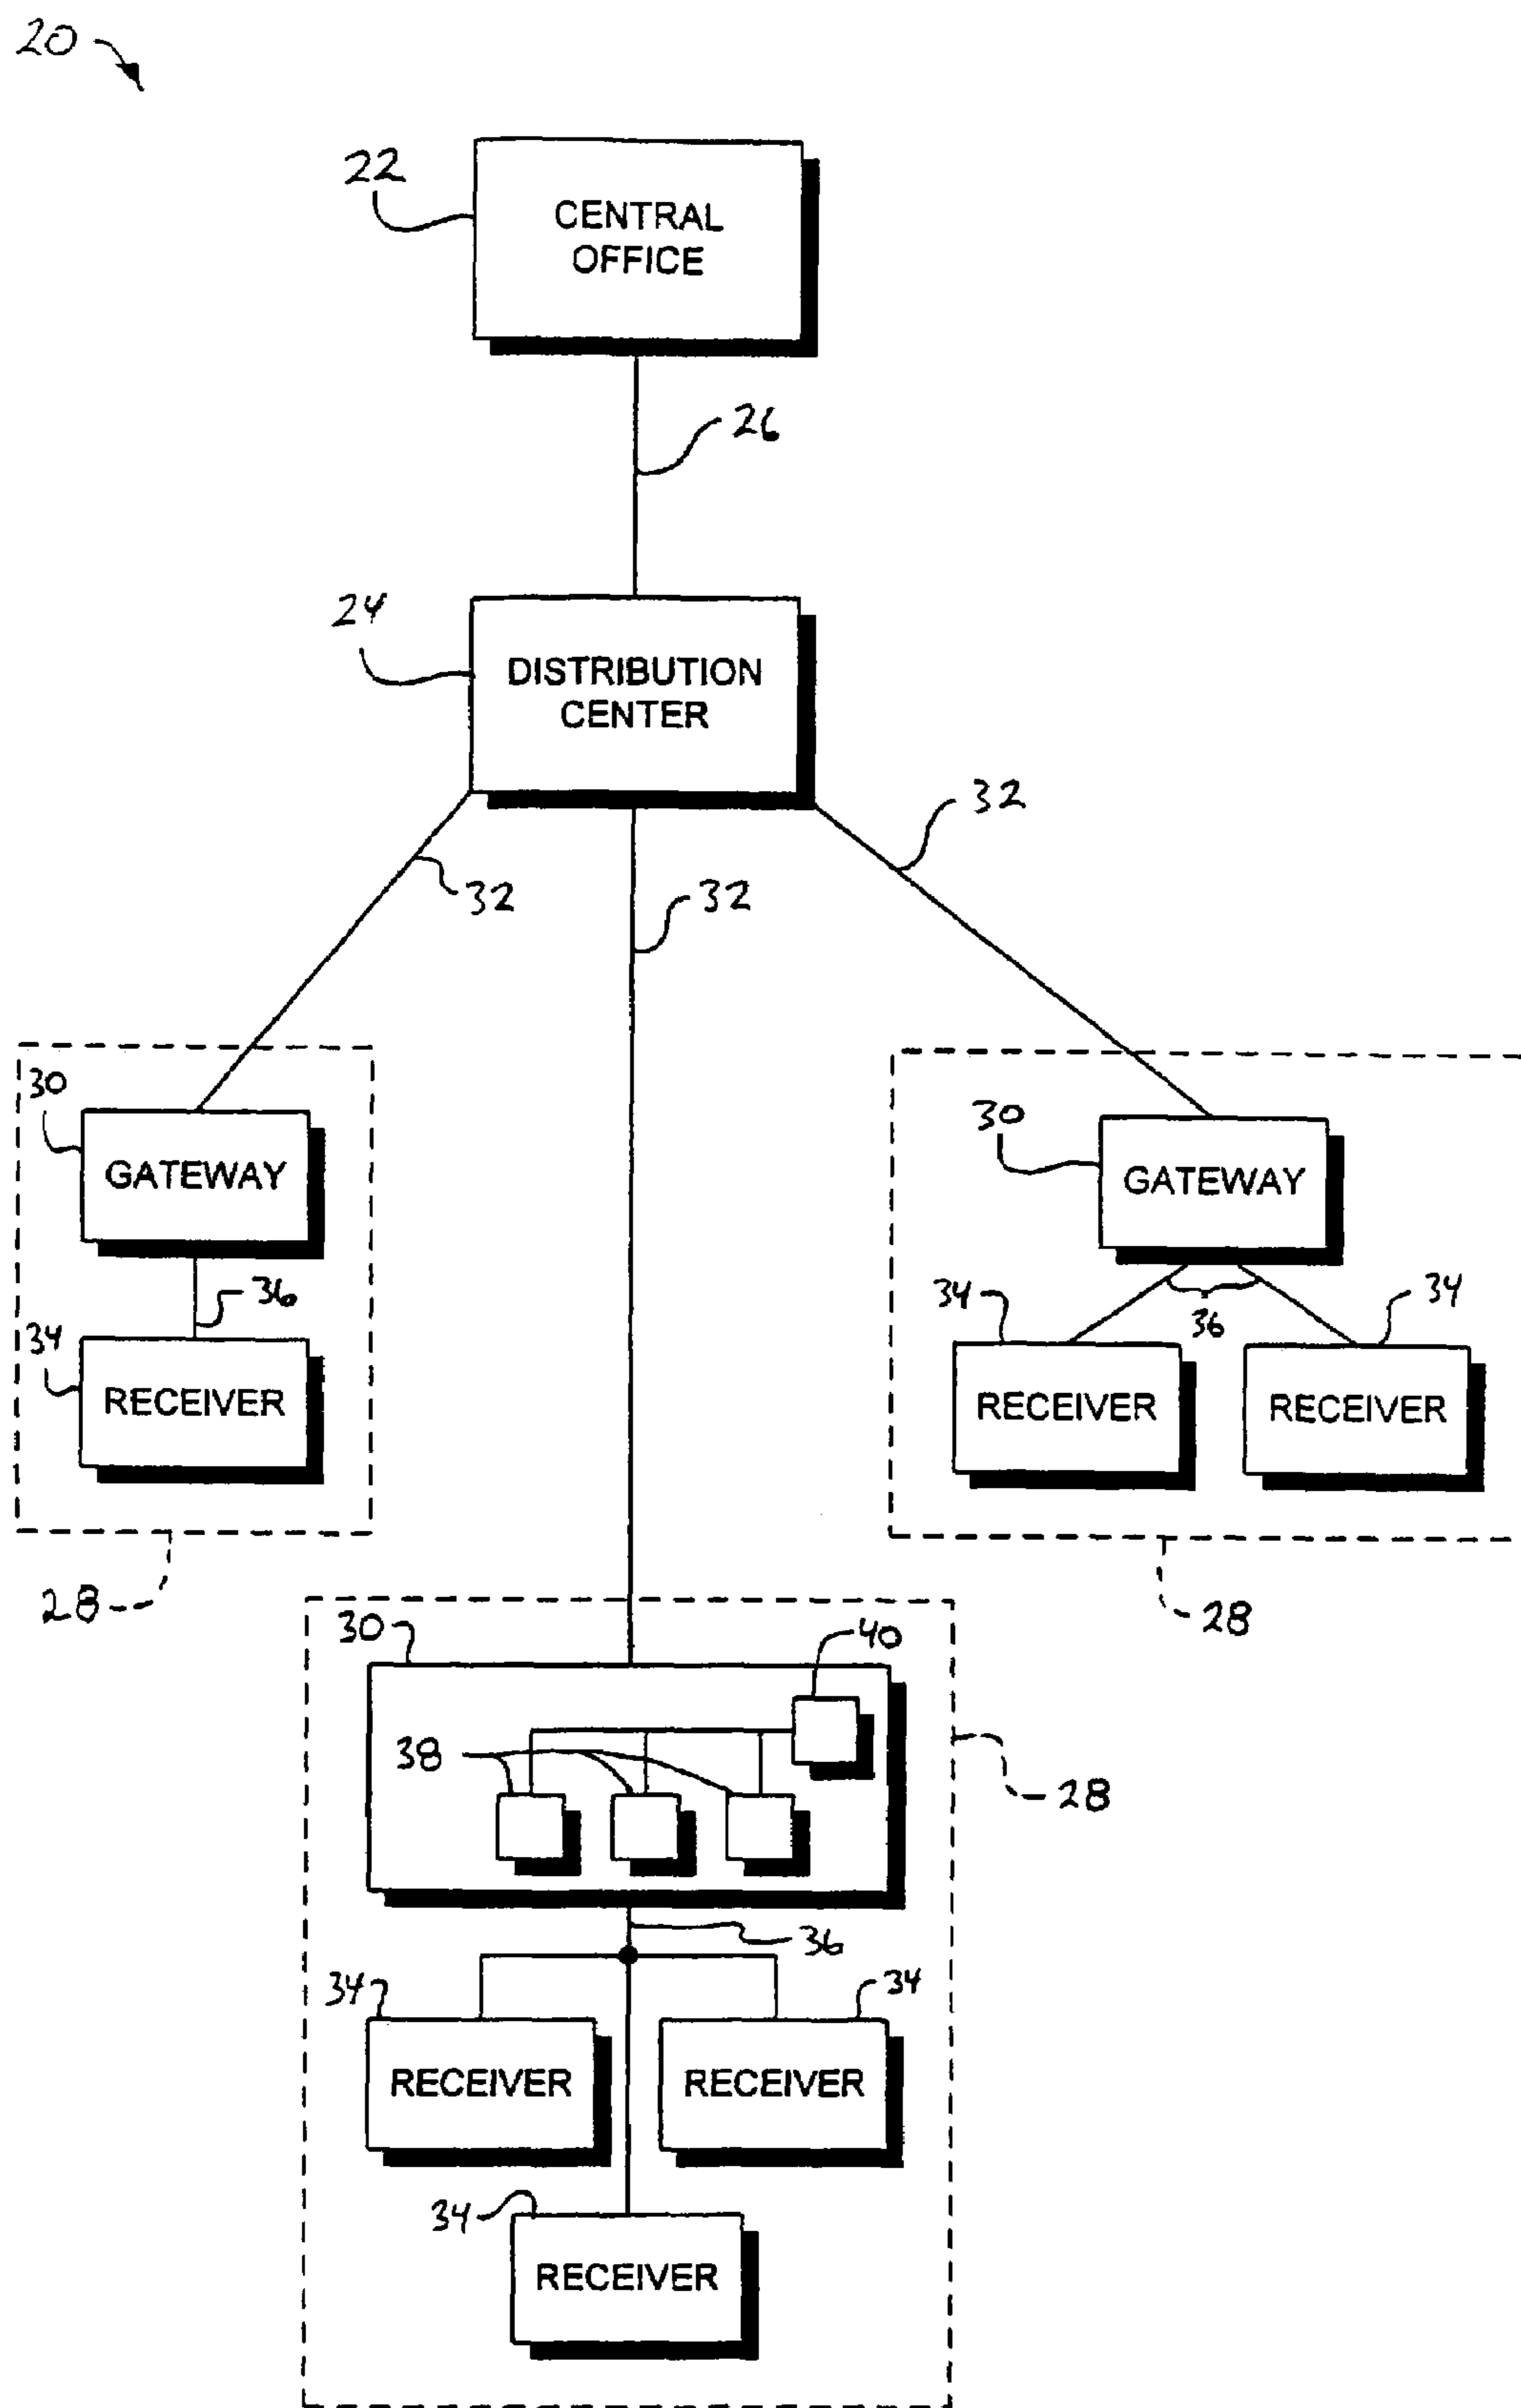 20
22
CENTRAL
OFFICE
26
24
DISTRIBUTION
CENTER
32
32
32
30
GATEWAY
36
34
RECEIVER
28
30
GATEWAY
34
36
34
RECEIVER
RECEIVER
28
30
40
38
28
36
34
34
RECEIVER
RECEIVER
34
RECEIVER